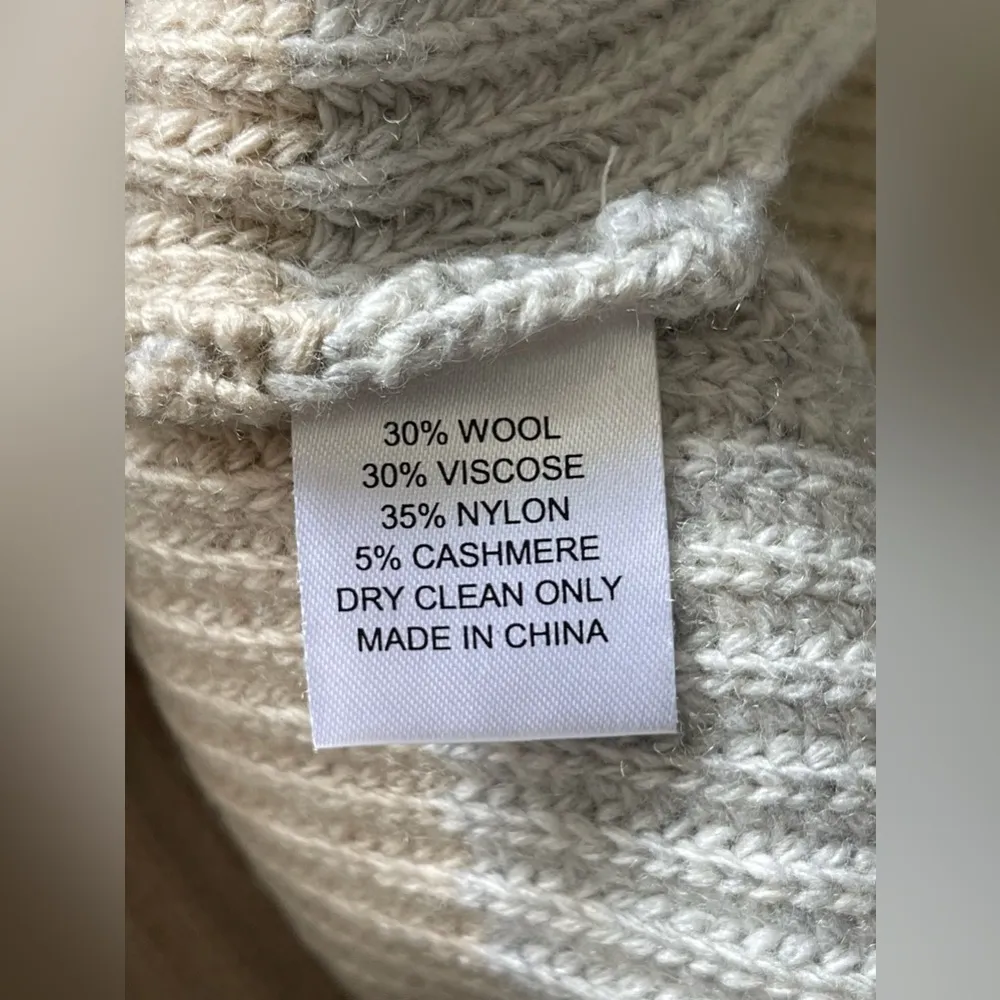 30% WOOL
30% VISCOSE
35% NYLON
5% CASHMERE
DRY CLEAN ONLY
MADE IN CHINA